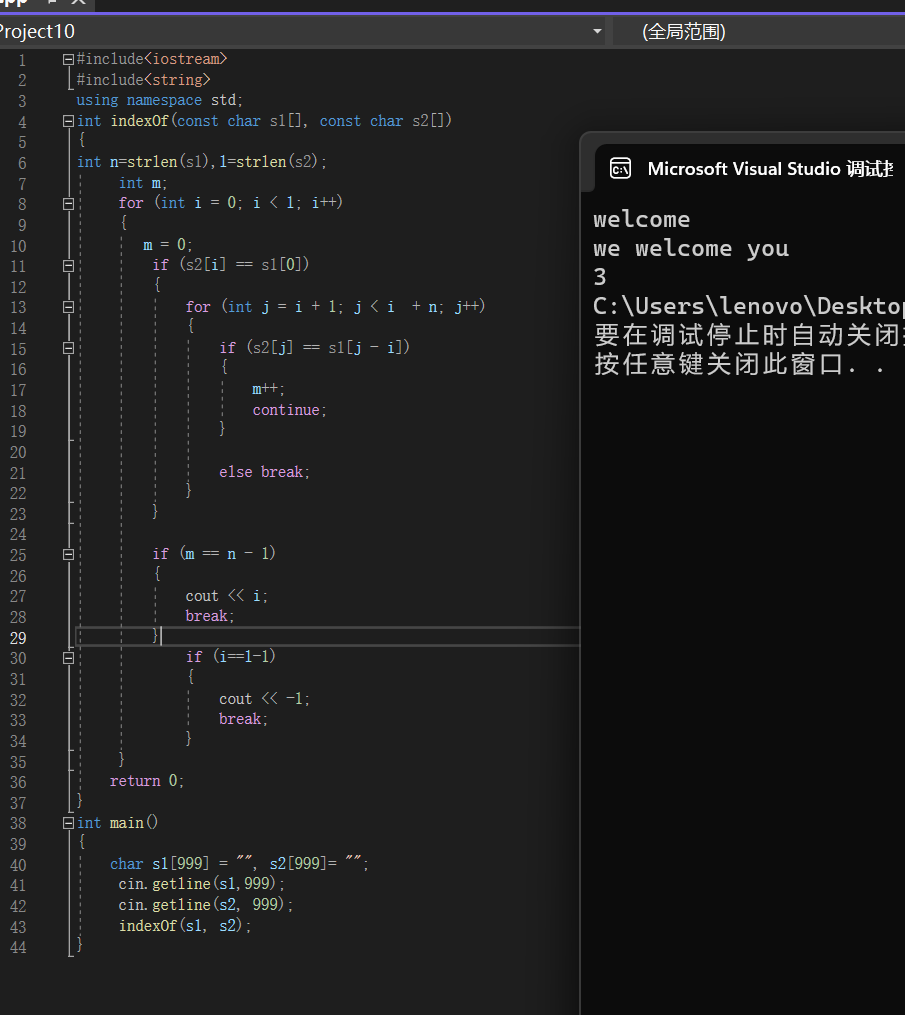 Project10 (全局范围)
1 #include<iostream>
2 #include<string>
3 using namespace std;
4 int indexOf(const char s1[], const char s2[])
5 {
6 int n=strlen(s1),l=strlen(s2);
7 int m;
8 for (int i = 0; i < l; i++)
9 {
10 m = 0;
11 if (s2[i] == s1[0])
12 {
13 for (int j = i + 1; j < i + n; j++)
14 {
15 if (s2[j] == s1[j - i])
16 {
17 m++;
18 continue;
19 }
20
21 else break;
22 }
23 }
24
25 if (m == n - 1)
26 {
27 cout << i;
28 break;
29 }
30 if (i==l-1)
31 {
32 cout << -1;
33 break;
34 }
35 }
36 return 0;
37 }
38 int main()
39 {
40 char s1[999] = "", s2[999]= "";
41 cin.getline(s1,999);
42 cin.getline(s2, 999);
43 indexOf(s1, s2);
44 }
Microsoft Visual Studio 调试
welcome
we welcome you
3
C:\Users\lenovo\Desktop
要在调试停止时自动关闭
按任意键关闭此窗口. .